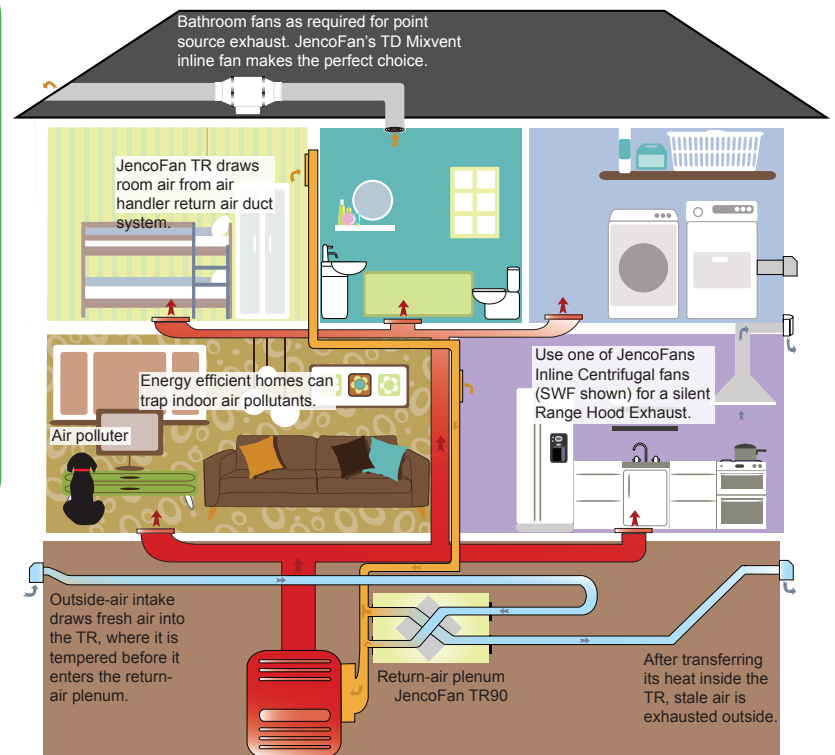 Bathroom fans as required for point
source exhaust. JencoFan's TD Mixvent
inline fan makes the perfect choice.
JencoFan TR draws
room air from air
handler return air duct
system.
Energy efficient homes can
trap indoor air pollutants.
Air polluter
Use one of JencoFans
Inline Centrifugal fans
(SWF shown) for a silent
Range Hood Exhaust.
Outside-air intake
draws fresh air into
the TR, where it is
tempered before it
enters the return-
air plenum.
Return-air plenum
JencoFan TR90
After transferring
its heat inside the
TR, stale air is
exhausted outside.